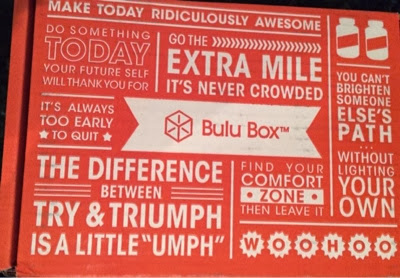 MAKE TODAY RIDICULOUSLY AWESOME
DO SOMETHING
TODAY
YOUR FUTURE SELF
WILL THANK YOU FOR
GO THE
EXTRA MILE
IT'S NEVER CROWDED
YOU CAN'T
BRIGHTEN
SOMEONE
ELSE'S
PATH
...
WITHOUT
LIGHTING
YOUR
OWN
IT'S ALWAYS
TOO EARLY
TO QUIT
Bulu Box™
THE DIFFERENCE
BETWEEN
TRY & TRIUMPH
IS A LITTLE "UMPH"
FIND YOUR
COMFORT
ZONE
THEN LEAVE IT
WOOHOO